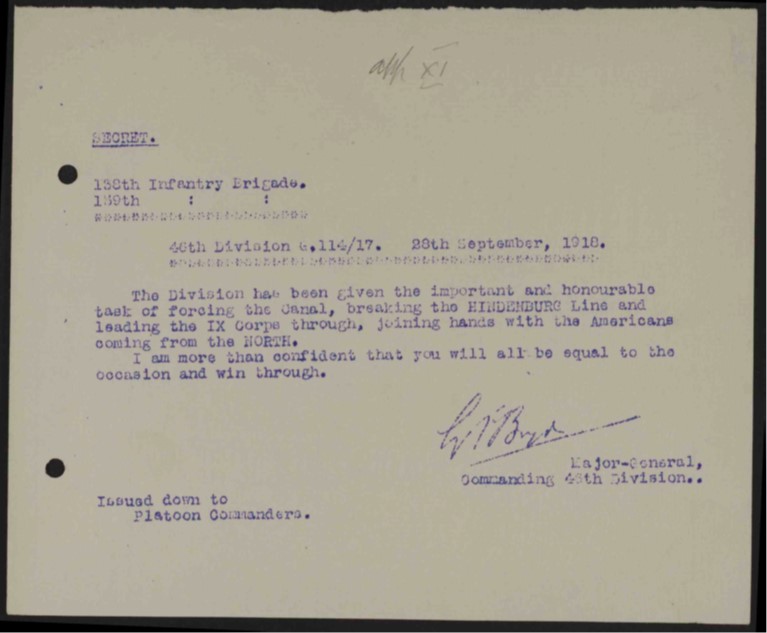 app XI
SECRET.
138th Infantry Brigade.
139th : :
46th Division G.114/17. 28th September, 1918.
The Division has been given the important and honourable
task of forcing the Canal, breaking the HINDENBURG Line and
leading the IX Corps through, joining hands with the Americans
coming from the NORTH.
I am more than confident that you will all be equal to the
occasion and win through.
G F Boyd
Major-General,
Commanding 46th Division..
Issued down to
Platoon Commanders.